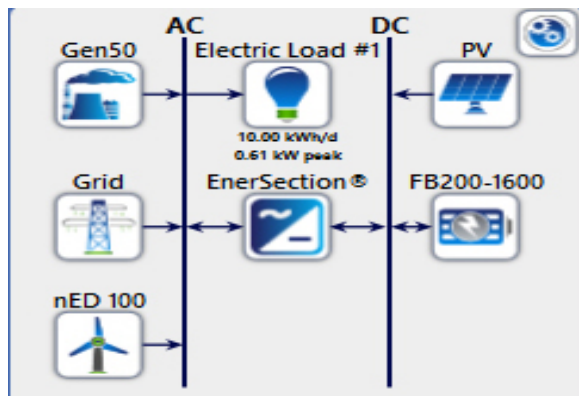 AC DC
Gen50 Electric Load #1 PV
10.00 kWh/d
0.61 kW peak
Grid EnerSection® FB200-1600
nED 100